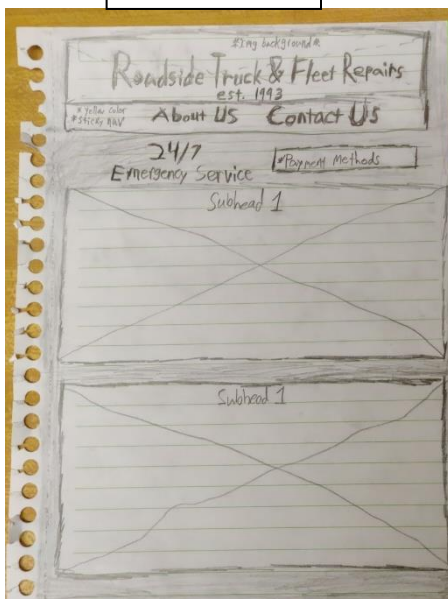 *Img background*
Roadside Truck & Fleet Repairs
est. 1993
* Yellow Color
*Sticky NAV
About US
Contact Us
24/7
Emergency Service
*Payment Methods
Subhead 1
Subhead 1